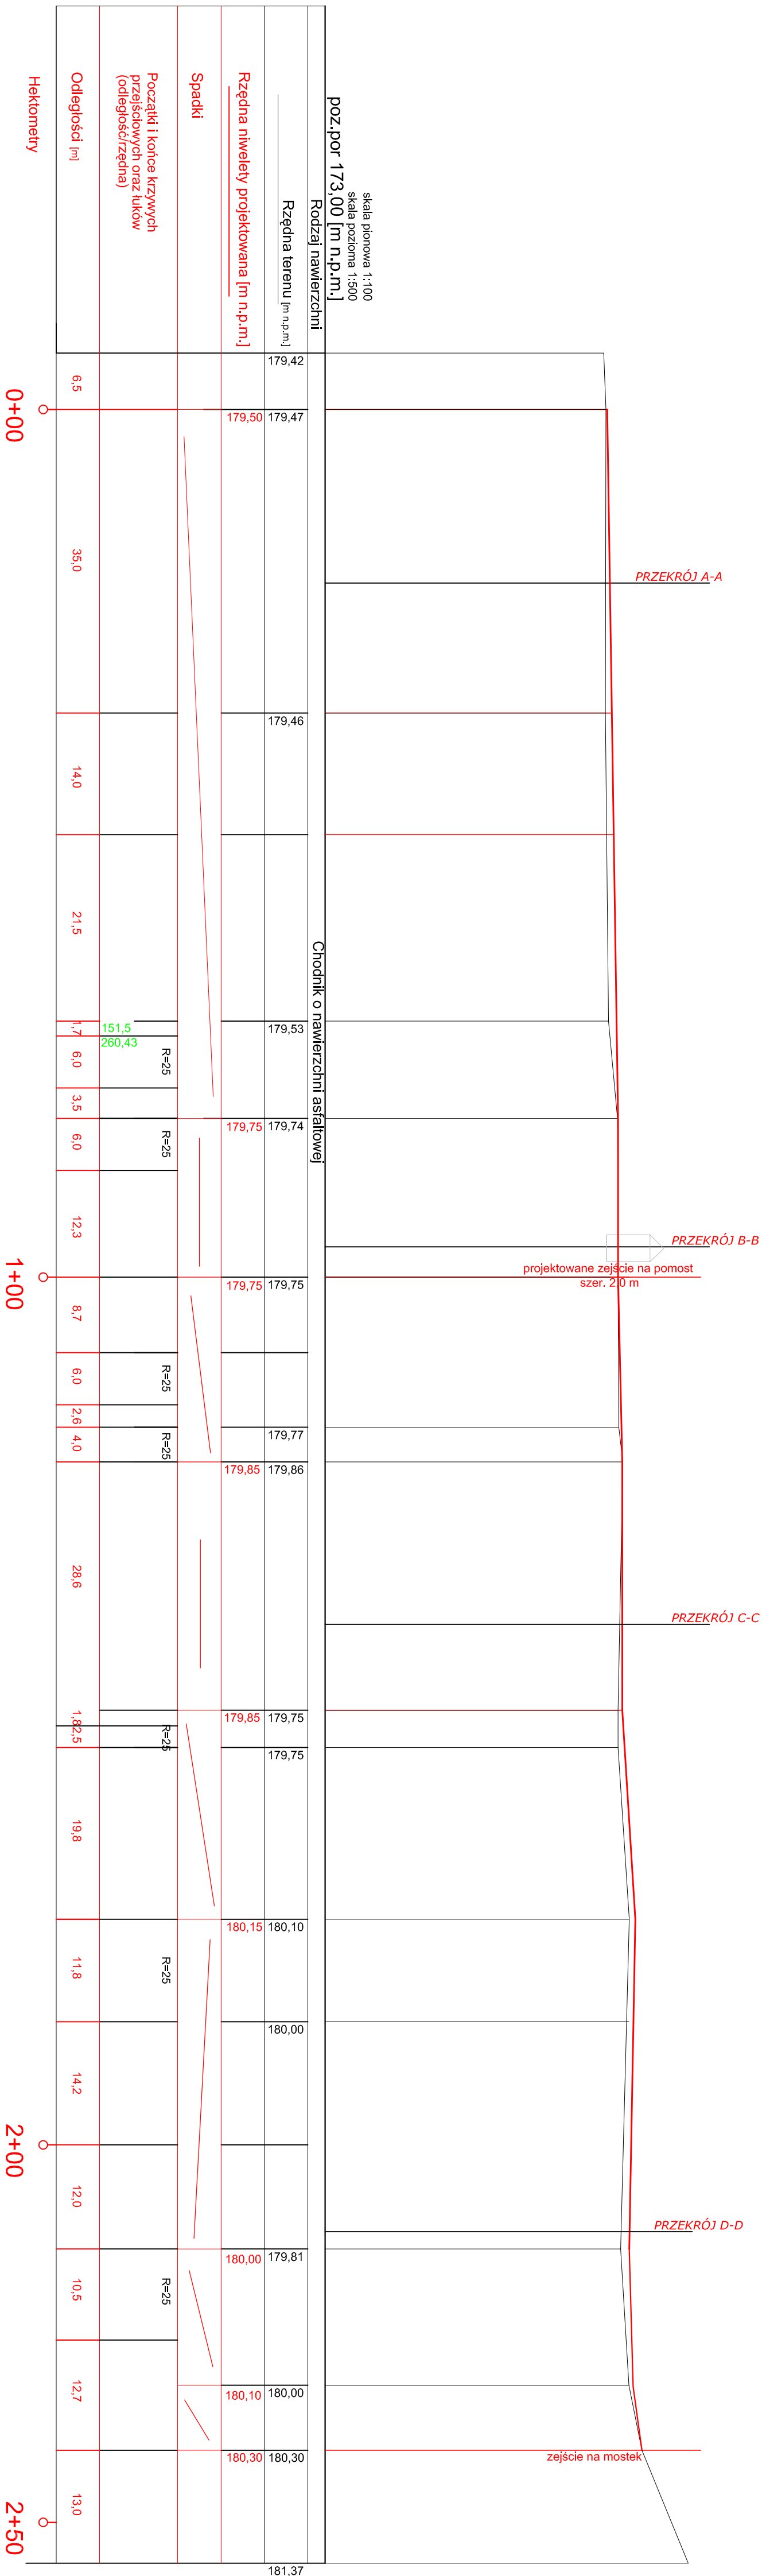 skala pionowa 1:100
skala pozioma 1:500
poz.por 173,00 [m n.p.m.]
Rodzaj nawierzchni
Chodnik o nawierzchni asfaltowej
Rzędna terenu [m n.p.m.]
179,42
179,47
179,46
179,53
179,74
179,75
179,77
179,86
179,75
179,75
180,10
180,00
179,81
180,00
180,30
181,37
Rzędna niwelety projektowana [m n.p.m.]
179,50
179,75
179,75
179,85
179,85
180,15
180,00
180,10
180,30
Spadki
Początki i końce krzywych
przejściowych oraz łuków
(odległość/rzędna)
151,5
260,43
R=25
R=25
R=25
R=25
R=25
R=25
R=25
Odległości [m]
6,5
35,0
14,0
21,5
1,7
6,0
3,5
6,0
12,3
8,7
6,0
2,6
4,0
28,6
1,8
2,5
19,8
11,8
14,2
12,0
10,5
12,7
13,0
Hektometry
0+00
1+00
2+00
2+50
PRZEKRÓJ A-A
PRZEKRÓJ B-B
projektowane zejście na pomost
szer. 2,0 m
PRZEKRÓJ C-C
PRZEKRÓJ D-D
zejście na mostek